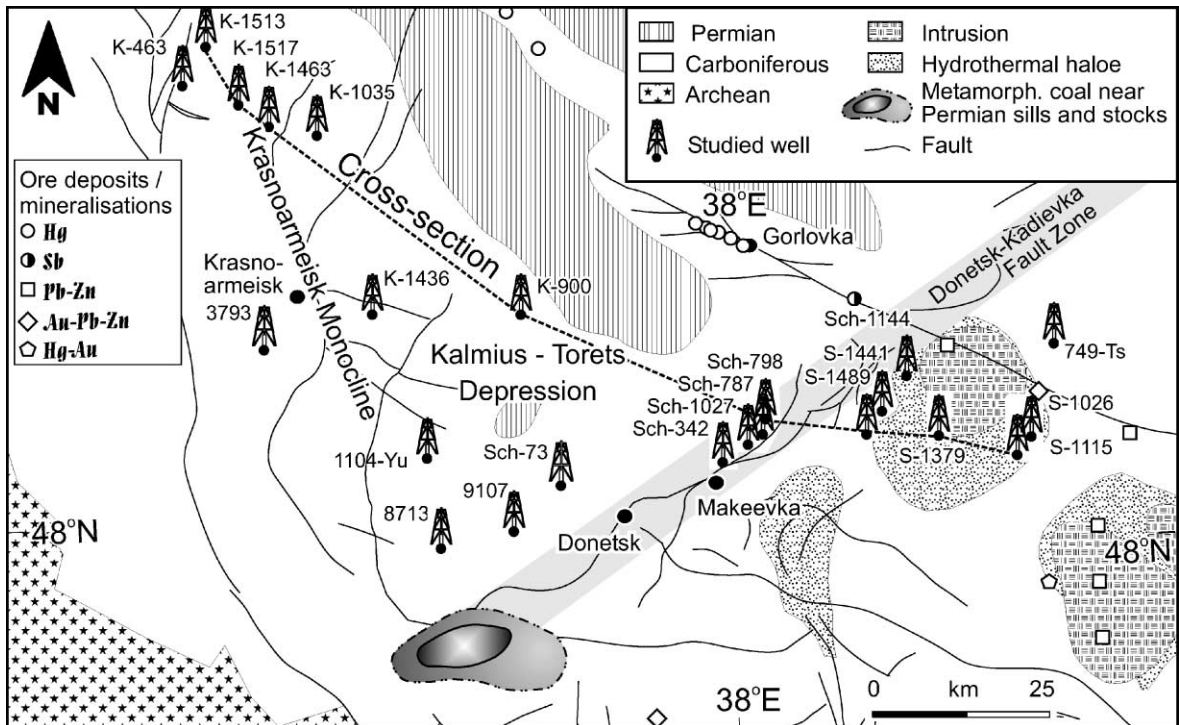 K-1513
K-463
K-1517
K-1463
K-1035
N
Permian
Carboniferous
Archean
Studied well
Intrusion
Hydrothermal haloe
Metamorph. coal near
Permian sills and stocks
Fault
Ore deposits /
mineralisations
Hg
Sb
Pb-Zn
Au-Pb-Zn
Hg-Au
Krasnoarmeisk-Monocline
Cross-section
38°E
Gorlovka
Donetsk-Kadievka
Fault Zone
Krasno-
armeisk
3793
K-1436
K-900
Kalmius - Torets
Depression
Sch-1144
749-Ts
Sch-798
Sch-787
Sch-1027
Sch-342
S-1441
S-1489
S-1026
S-1379
S-1115
1104-Yu
Sch-73
9107
8713
Makeevka
Donetsk
48°N
48°N
38°E
0 km 25